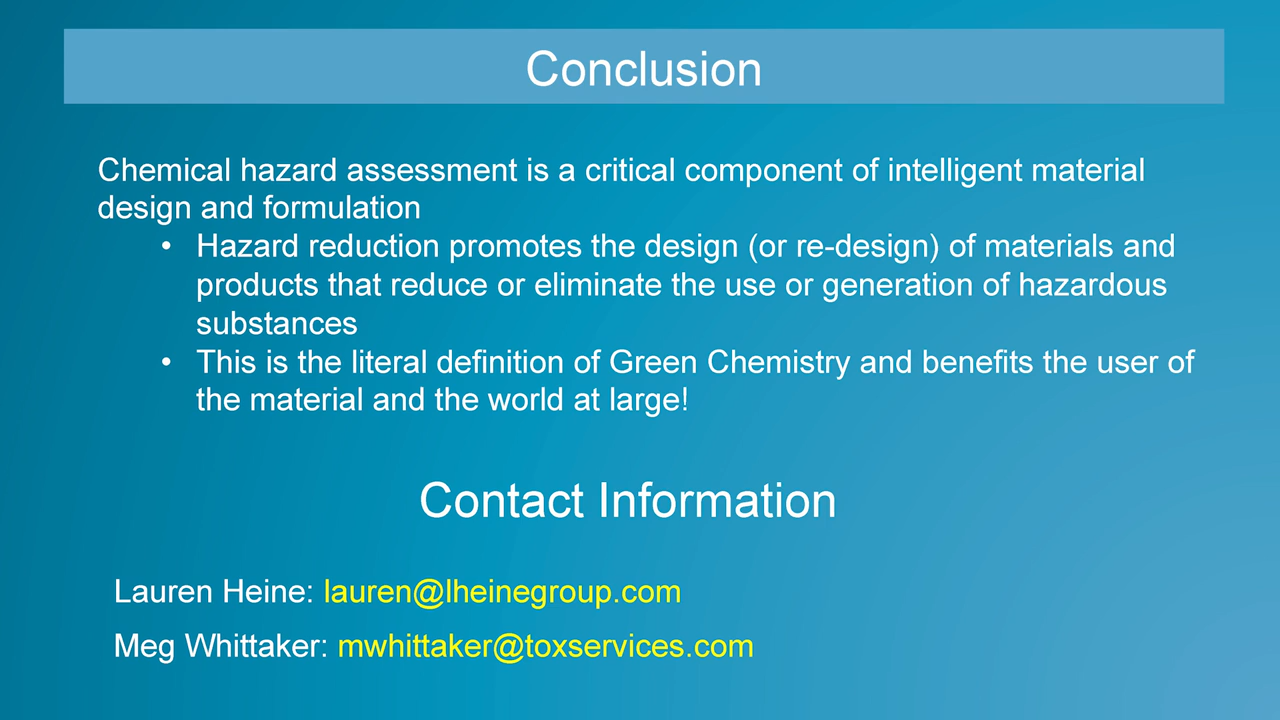 Conclusion
Chemical hazard assessment is a critical component of intelligent material
design and formulation
• Hazard reduction promotes the design (or re-design) of materials and
products that reduce or eliminate the use or generation of hazardous
substances
• This is the literal definition of Green Chemistry and benefits the user of
the material and the world at large!
Contact Information
Lauren Heine: lauren@lheinegroup.com
Meg Whittaker: mwhittaker@toxservices.com